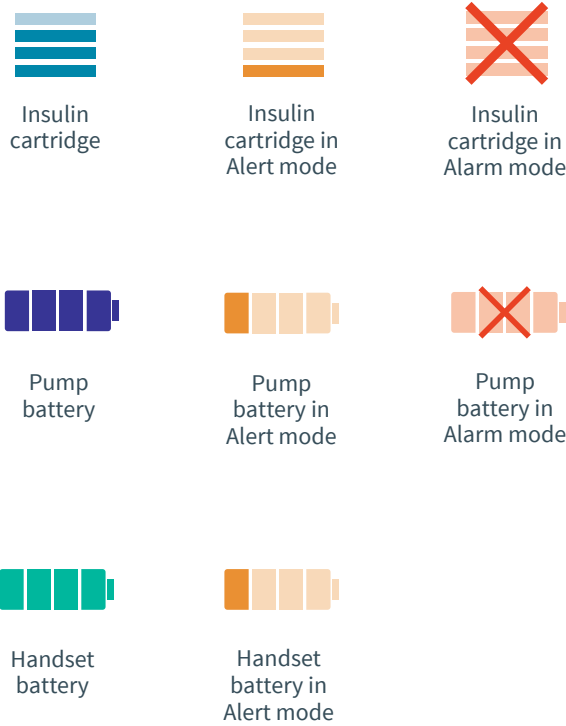 Insulin
cartridge
Insulin
cartridge in
Alert mode
Insulin
cartridge in
Alarm mode
Pump
battery
Pump
battery in
Alert mode
Pump
battery in
Alarm mode
Handset
battery
Handset
battery in
Alert mode